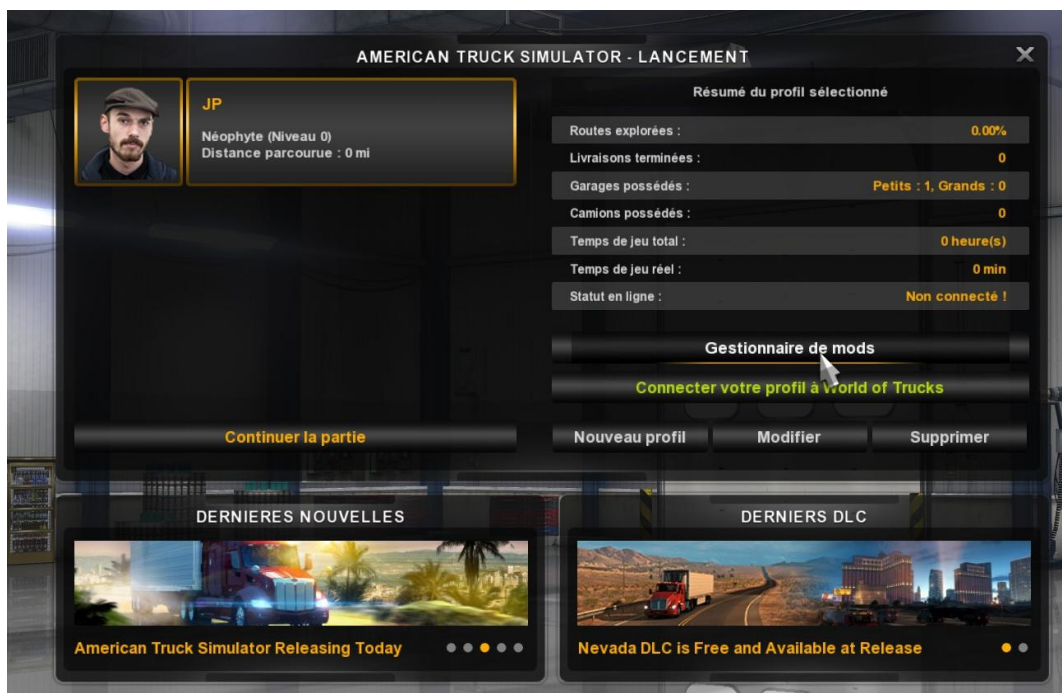 AMERICAN TRUCK SIMULATOR - LANCEMENT
JP
Néophyte (Niveau 0)
Distance parcourue : 0 mi
Continuer la partie
Résumé du profil sélectionné
Routes explorées : 0.00%
Livraisons terminées : 0
Garages possédés : Petits : 1, Grands : 0
Camions possédés : 0
Temps de jeu total : 0 heure(s)
Temps de jeu réel : 0 min
Statut en ligne : Non connecté !
Gestionnaire de mods
Connecter votre profil à World of Trucks
Nouveau profil Modifier Supprimer
DERNIERES NOUVELLES
American Truck Simulator Releasing Today
DERNIERS DLC
Nevada DLC is Free and Available at Release